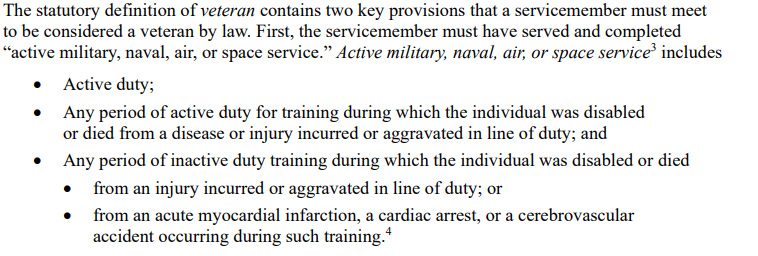 The statutory definition of veteran contains two key provisions that a servicemember must meet
to be considered a veteran by law. First, the servicemember must have served and completed
“active military, naval, air, or space service.” Active military, naval, air, or space service³ includes
• Active duty;
• Any period of active duty for training during which the individual was disabled
or died from a disease or injury incurred or aggravated in line of duty; and
• Any period of inactive duty training during which the individual was disabled or died
• from an injury incurred or aggravated in line of duty; or
• from an acute myocardial infarction, a cardiac arrest, or a cerebrovascular
accident occurring during such training.⁴